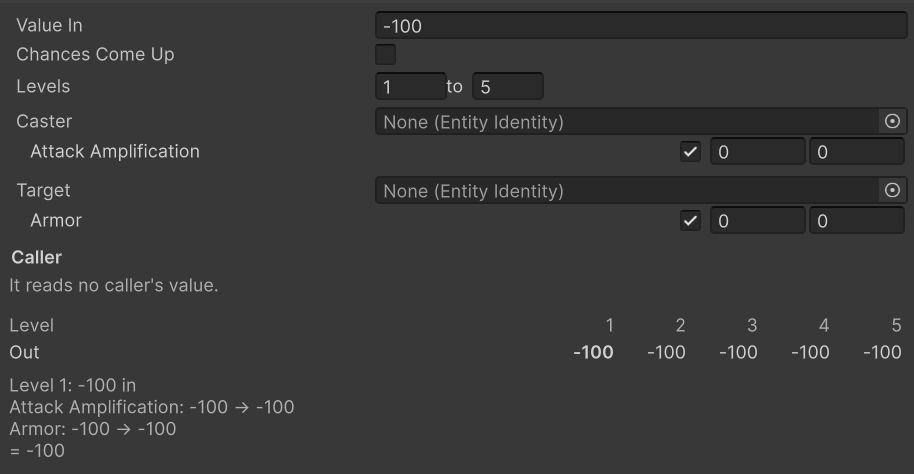 Value In -100
Chances Come Up
Levels 1 to 5
Caster None (Entity Identity)
Attack Amplification 0 0
Target None (Entity Identity)
Armor 0 0
Caller
It reads no caller's value.
Level 1 2 3 4 5
Out -100 -100 -100 -100 -100
Level 1: -100 in
Attack Amplification: -100 → -100
Armor: -100 → -100
= -100